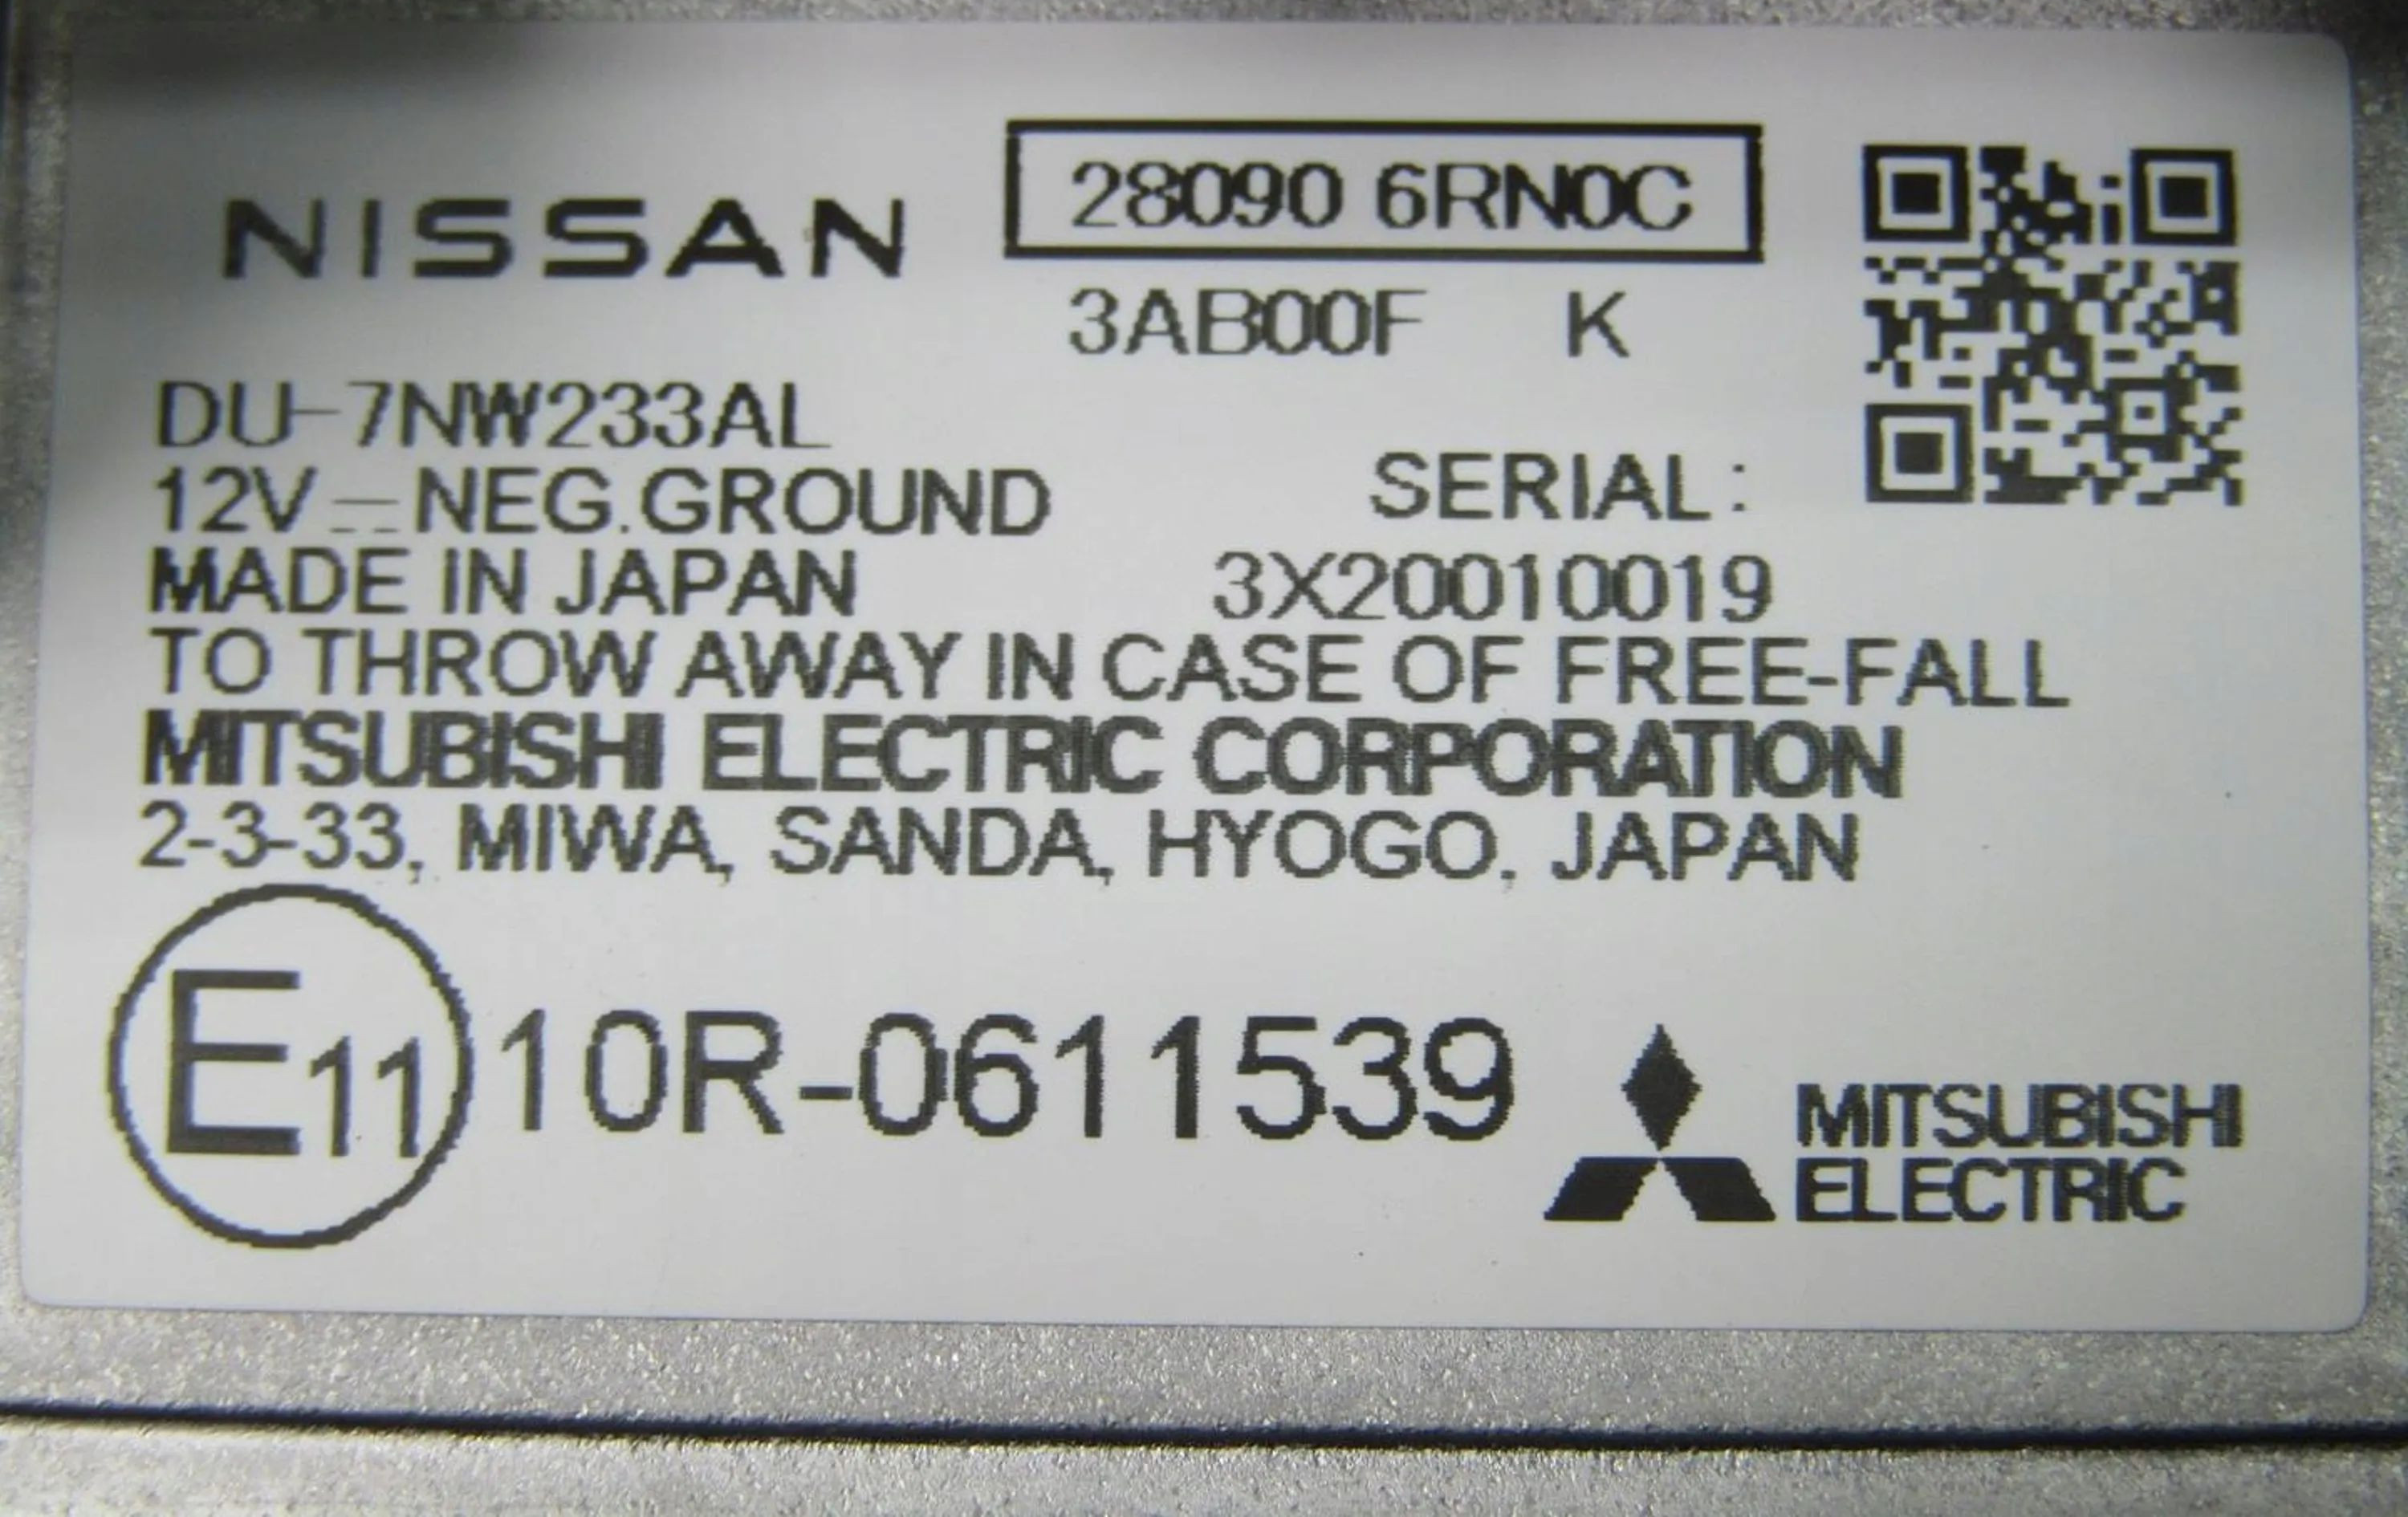 NISSAN
28090 6RN0C
3AB00F K
DU-7NW233AL
12V ⎓ NEG.GROUND
SERIAL:
MADE IN JAPAN
3X20010019
TO THROW AWAY IN CASE OF FREE-FALL
MITSUBISHI ELECTRIC CORPORATION
2-3-33, MIWA, SANDA, HYOGO, JAPAN
E11 10R-0611539
MITSUBISHI
ELECTRIC